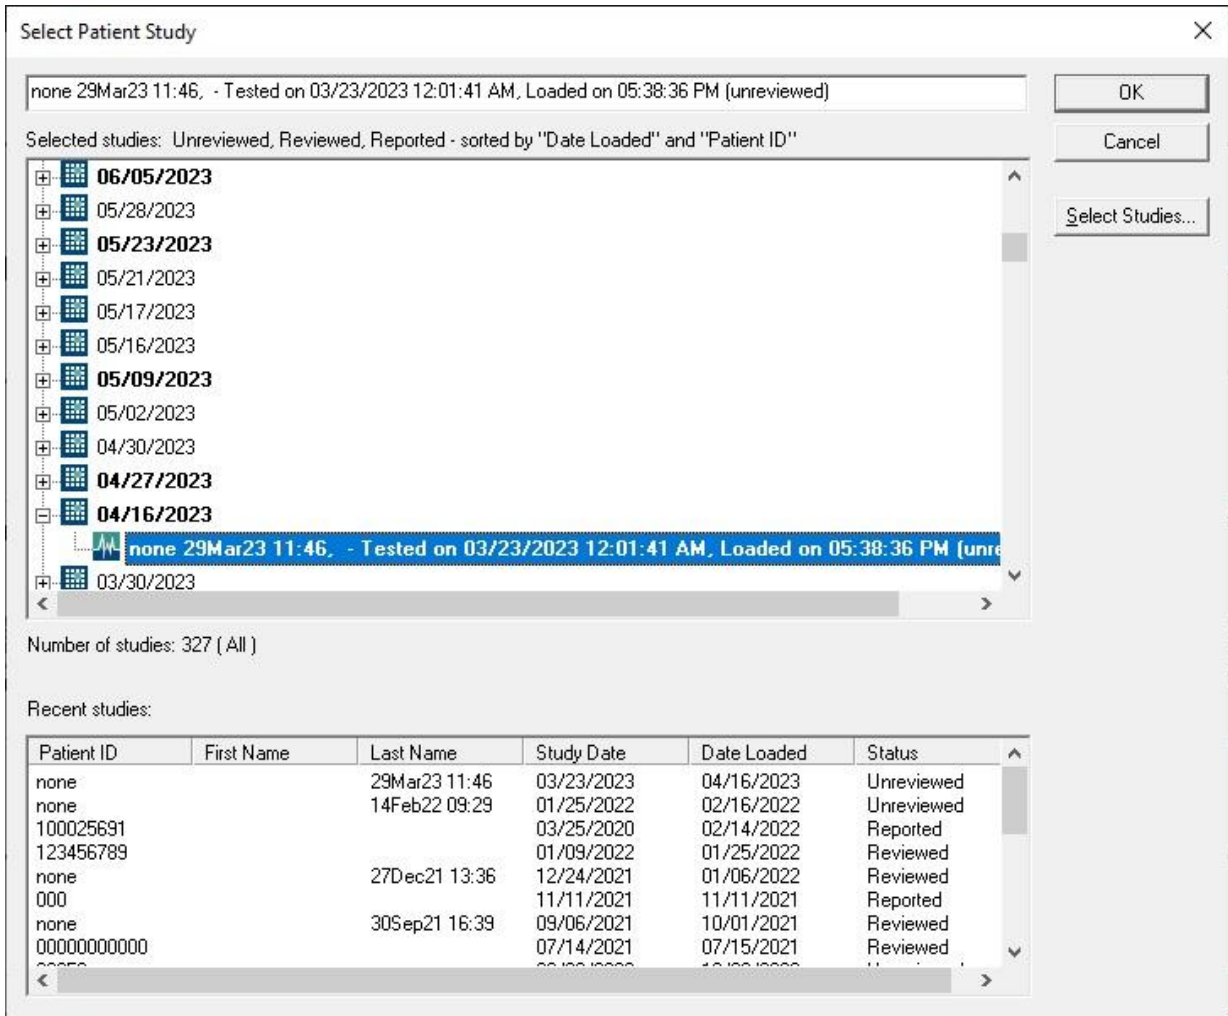 Select Patient Study
none 29Mar23 11:46,  - Tested on 03/23/2023 12:01:41 AM, Loaded on 05:38:36 PM (unreviewed)
OK
Selected studies:  Unreviewed, Reviewed, Reported - sorted by "Date Loaded" and "Patient ID"
Cancel
06/05/2023
05/28/2023
Select Studies...
05/23/2023
05/21/2023
05/17/2023
05/16/2023
05/09/2023
05/02/2023
04/30/2023
04/27/2023
04/16/2023
none 29Mar23 11:46,  - Tested on 03/23/2023 12:01:41 AM, Loaded on 05:38:36 PM (unre
03/30/2023
Number of studies: 327 ( All )
Recent studies:
Patient ID First Name Last Name Study Date Date Loaded Status
none 29Mar23 11:46 03/23/2023 04/16/2023 Unreviewed
none 14Feb22 09:29 01/25/2022 02/16/2022 Unreviewed
100025691 03/25/2020 02/14/2022 Reported
123456789 01/09/2022 01/25/2022 Reviewed
none 27Dec21 13:36 12/24/2021 01/06/2022 Reviewed
000 11/11/2021 11/11/2021 Reported
none 30Sep21 16:39 09/06/2021 10/01/2021 Reviewed
00000000000 07/14/2021 07/15/2021 Reviewed